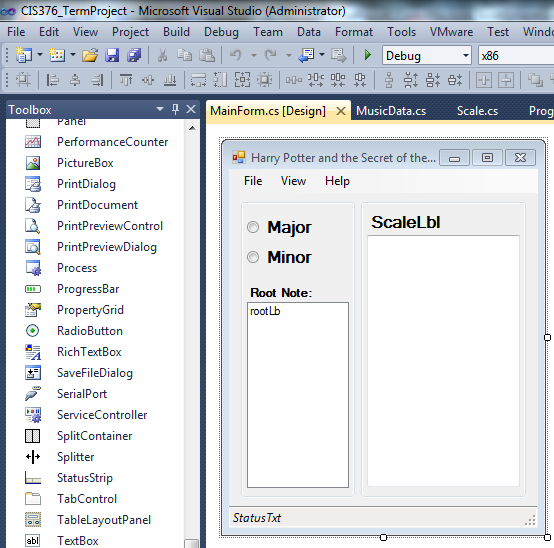 CIS376_TermProject - Microsoft Visual Studio (Administrator)
File Edit View Project Build Debug Team Data Format Tools VMware Test Windo
Debug x86
Toolbox
MainForm.cs [Design] MusicData.cs Scale.cs Prog
Panel
PerformanceCounter
PictureBox
PrintDialog
PrintDocument
PrintPreviewControl
PrintPreviewDialog
Process
ProgressBar
PropertyGrid
RadioButton
RichTextBox
SaveFileDialog
SerialPort
ServiceController
SplitContainer
Splitter
StatusStrip
TabControl
TableLayoutPanel
abl TextBox
Harry Potter and the Secret of the...
File View Help
Major
Minor
Root Note:
rootLb
ScaleLbl
StatusTxt